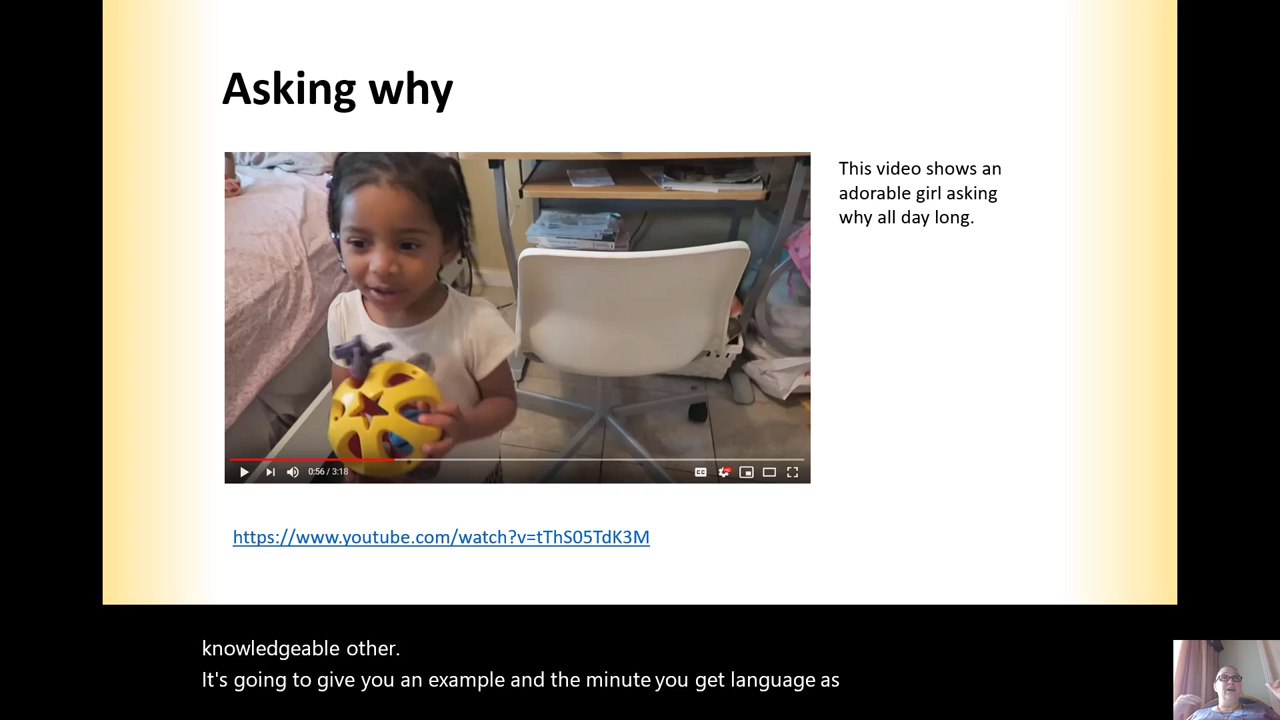 Asking why
This video shows an
adorable girl asking
why all day long.
0:56 / 3:18
https://www.youtube.com/watch?v=tThS05TdK3M
knowledgeable other.
It's going to give you an example and the minute you get language as